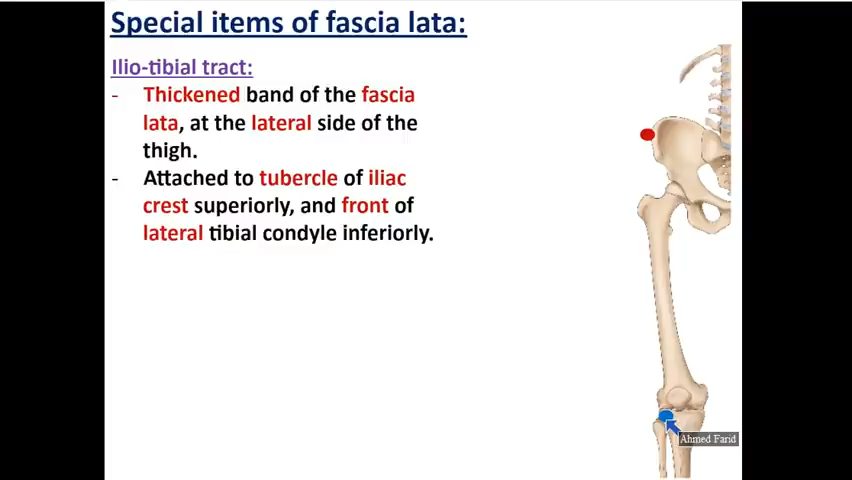 Special items of fascia lata:
Ilio-tibial tract:
- Thickened band of the fascia
lata, at the lateral side of the
thigh.
- Attached to tubercle of iliac
crest superiorly, and front of
lateral tibial condyle inferiorly.
Ahmed Farid